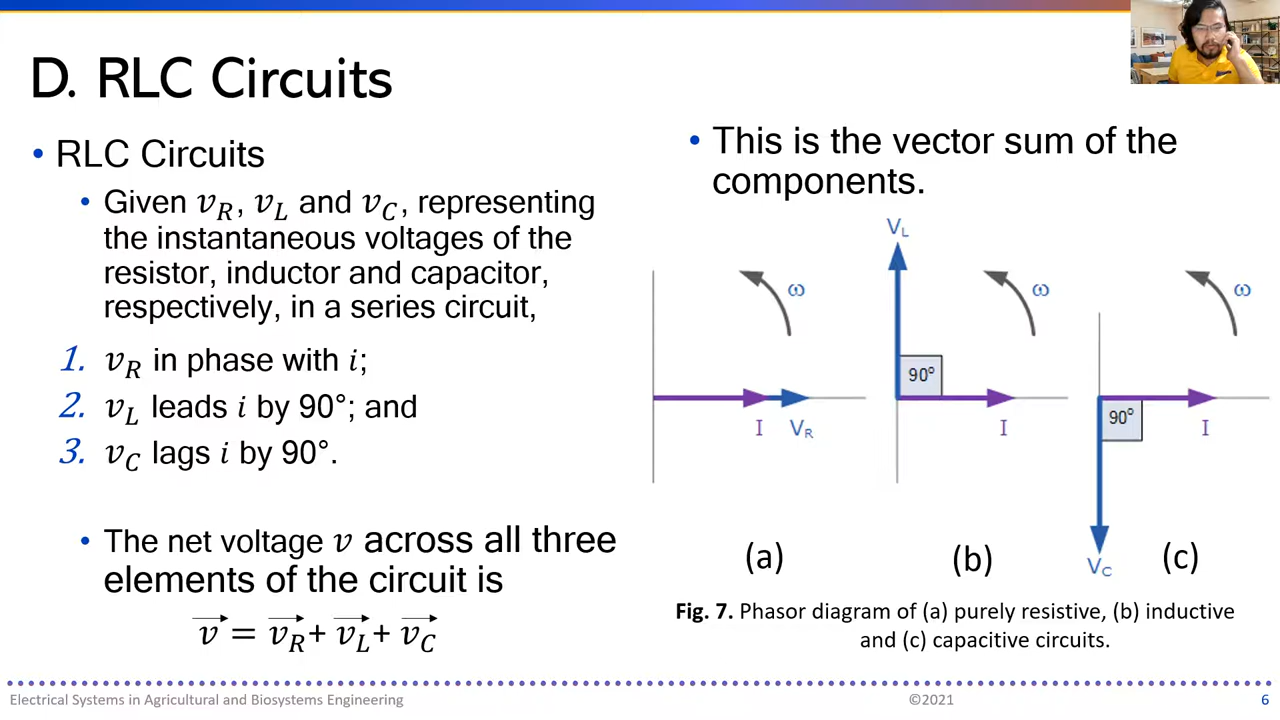 D. RLC Circuits
• RLC Circuits
• Given v_R, v_L and v_C, representing
the instantaneous voltages of the
resistor, inductor and capacitor,
respectively, in a series circuit,
1. v_R in phase with i;
2. v_L leads i by 90°; and
3. v_C lags i by 90°.
• The net voltage v across all three
elements of the circuit is
v⃗ = v⃗_R + v⃗_L + v⃗_C
• This is the vector sum of the
components.
ω
I V_R
(a)
V_L
ω
90°
I
(b)
ω
90°
I
V_C
(c)
Fig. 7. Phasor diagram of (a) purely resistive, (b) inductive
and (c) capacitive circuits.
Electrical Systems in Agricultural and Biosystems Engineering ©2021 6